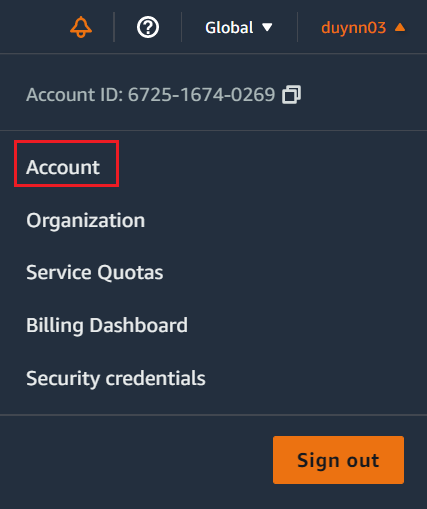 Global duynn03
Account ID: 6725-1674-0269
Account
Organization
Service Quotas
Billing Dashboard
Security credentials
Sign out